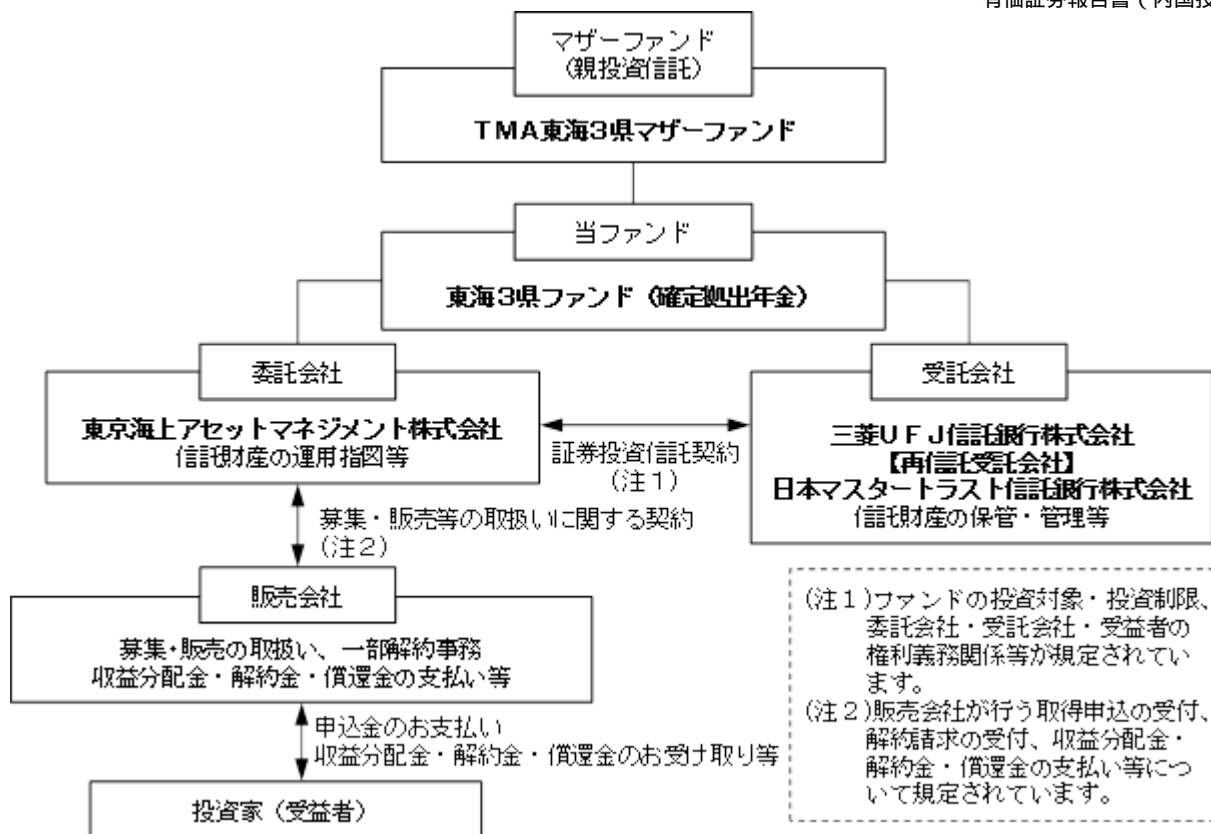 有価証券報告書(内国投
マザーファンド
(親投資信託)
TMA東海3県マザーファンド
当ファンド
東海3県ファンド(確定拠出年金)
委託会社
東京海上アセットマネジメント株式会社
信託財産の運用指図等
証券投資信託契約
(注1)
受託会社
三菱UFJ信託銀行株式会社
【再信託受託会社】
日本マスタートラスト信託銀行株式会社
信託財産の保管・管理等
募集・販売等の取扱いに関する契約
(注2)
販売会社
募集・販売の取扱い、一部解約事務
収益分配金・解約金・償還金の支払い等
申込金のお支払い
収益分配金・解約金・償還金のお受け取り等
投資家(受益者)
(注1)ファンドの投資対象・投資制限、
委託会社・受託会社・受益者の
権利義務関係等が規定されてい
ます。
(注2)販売会社が行う取得申込の受付、
解約請求の受付、収益分配金・
解約金・償還金の支払い等につ
いて規定されています。